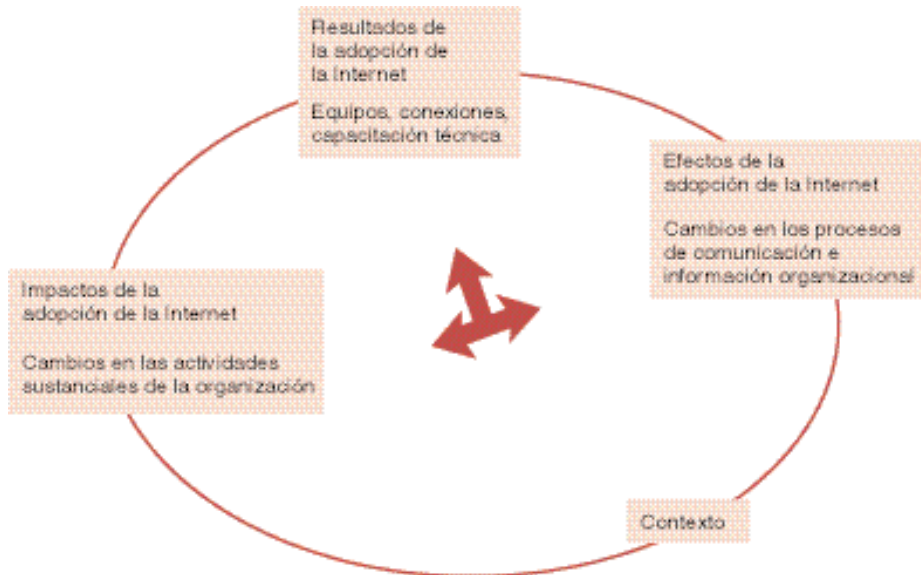 Resultados de
la adopción de
la Internet
Equipos, conexiones,
capacitación técnica
Efectos de la
adopción de la Internet
Cambios en los procesos
de comunicación e
información organizacional
Impactos de la
adopción de la Internet
Cambios en las actividades
sustanciales de la organización
Contexto